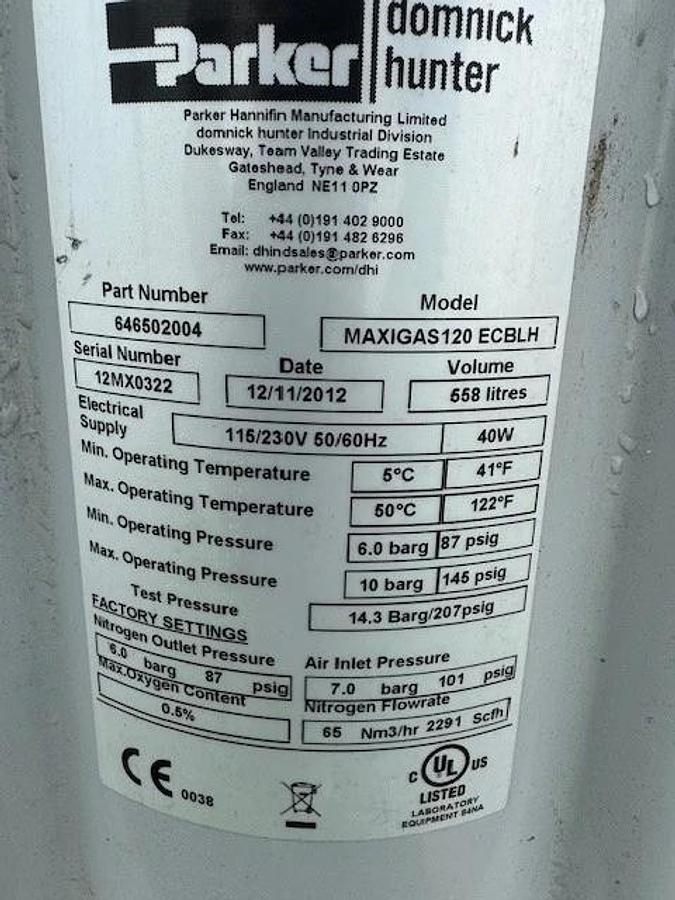 Parker domnick hunter
Parker Hannifin Manufacturing Limited
domnick hunter Industrial Division
Dukesway, Team Valley Trading Estate
Gateshead, Tyne & Wear
England NE11 0PZ
Tel: +44 (0)191 402 9000
Fax: +44 (0)191 482 6296
Email: dhindsales@parker.com
www.parker.com/dhi
Part Number Model
646502004 MAXIGAS120 ECBLH
Serial Number Date Volume
12MX0322 12/11/2012 558 litres
Electrical Supply 115/230V 50/60Hz 40W
Min. Operating Temperature 5°C 41°F
Max. Operating Temperature 50°C 122°F
Min. Operating Pressure 6.0 barg 87 psig
Max. Operating Pressure 10 barg 145 psig
Test Pressure 14.3 Barg/207psig
FACTORY SETTINGS
Nitrogen Outlet Pressure Air Inlet Pressure
6.0 barg 87 psig 7.0 barg 101 psig
Max.Oxygen Content Nitrogen Flowrate
0.5% 65 Nm3/hr 2291 Scfh
CE 0038
C UL US
LISTED
LABORATORY
EQUIPMENT 84NA